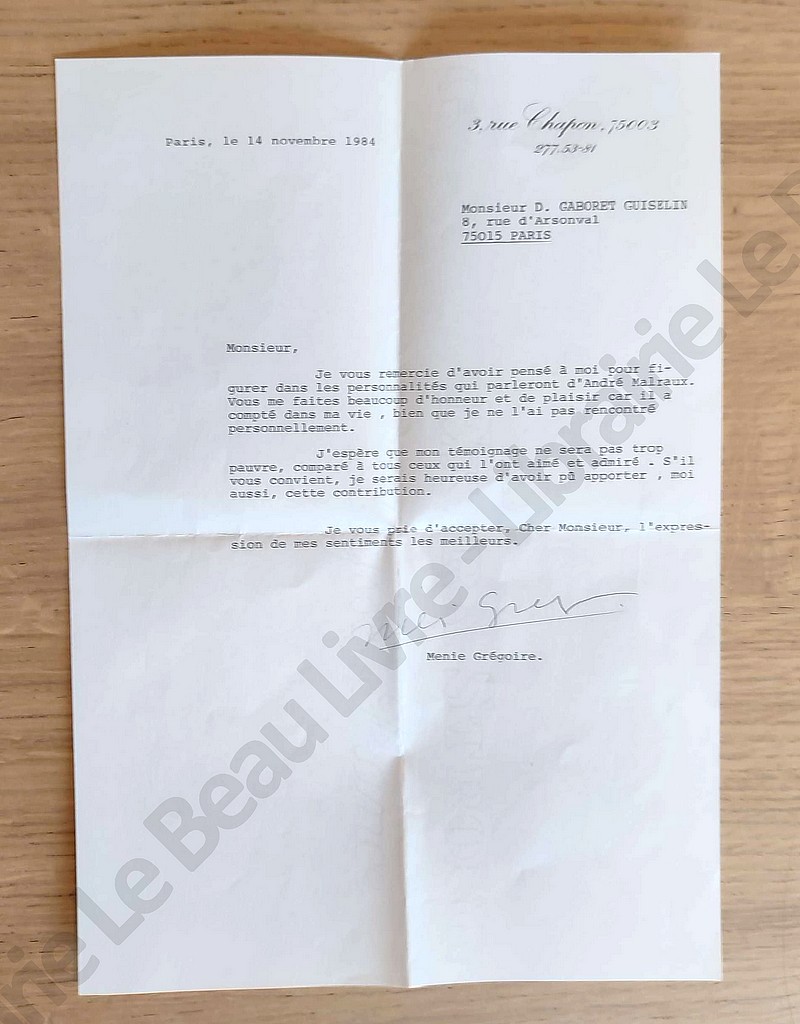 3, rue Chapon, 75003
277.53-81
Paris, le 14 novembre 1984
Monsieur D. GABORET GUISELIN
8, rue d'Arsonval
75015 PARIS
Monsieur,
Je vous remercie d'avoir pensé à moi pour fi-
gurer dans les personnalités qui parleront d'André Malraux.
Vous me faites beaucoup d'honneur et de plaisir car il a
compté dans ma vie , bien que je ne l'ai pas rencontré
personnellement.
J'espère que mon témoignage ne sera pas trop
pauvre, comparé à tous ceux qui l'ont aimé et admiré . S'il
vous convient, je serais heureuse d'avoir pû apporter , moi
aussi, cette contribution.
Je vous prie d'accepter, Cher Monsieur, l'expres-
sion de mes sentiments les meilleurs.
Menie Grégoire.
Le Beau Livre - Librairie Le B